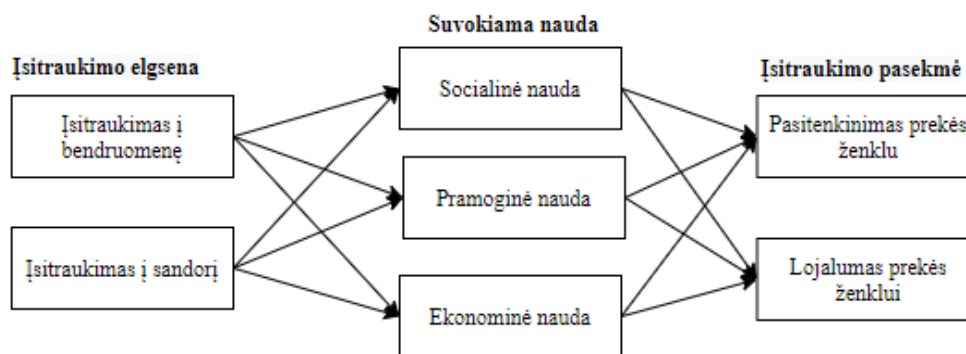 Suvokiama nauda
Įsitraukimo elgsena
Įsitraukimo pasekmė
Įsitraukimas į
bendruomenę
Įsitraukimas į sandorį
Socialinė nauda
Pramoginė nauda
Ekonominė nauda
Pasitenkinimas prekės
ženklu
Lojalumas prekės
ženklui